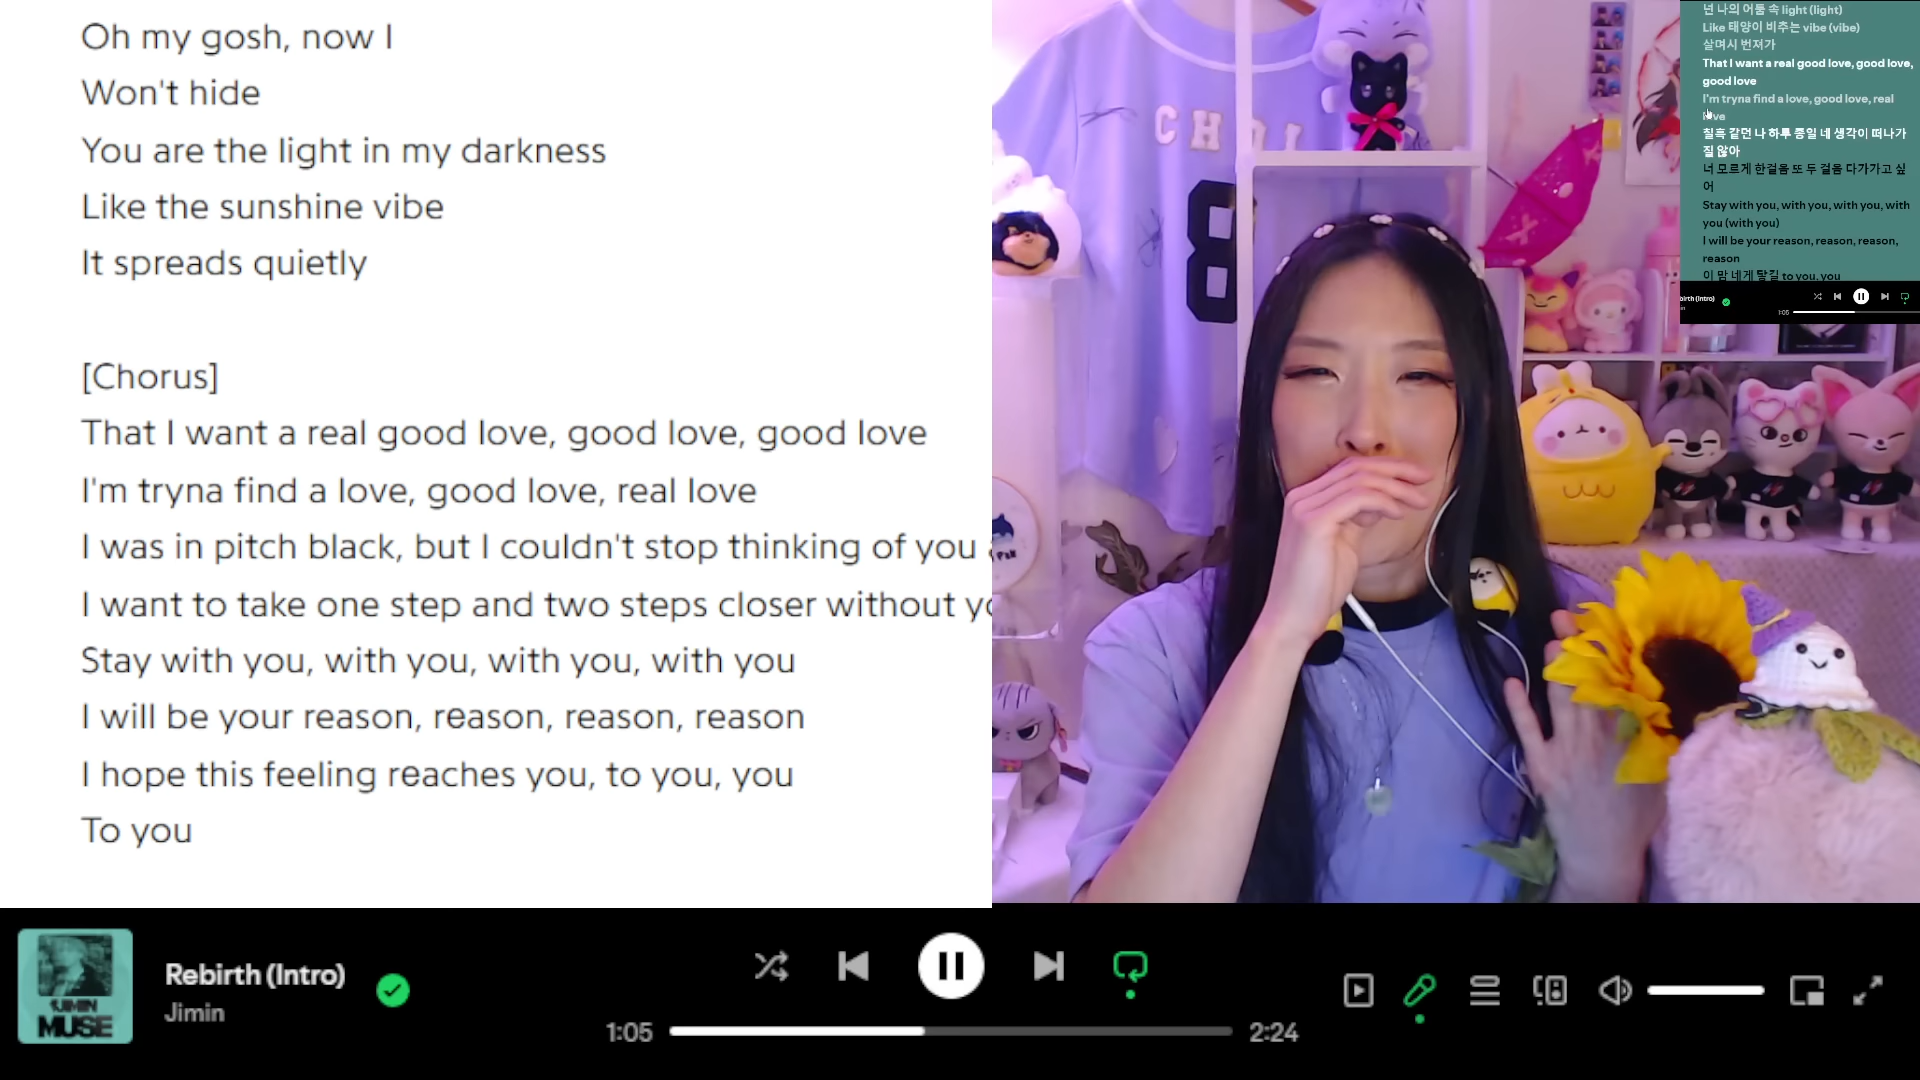 Oh my gosh, now I
Won't hide
You are the light in my darkness
Like the sunshine vibe
It spreads quietly
[Chorus]
That I want a real good love, good love, good love
I'm tryna find a love, good love, real love
I was in pitch black, but I couldn't stop thinking of you
I want to take one step and two steps closer without
Stay with you, with you, with you, with you
I will be your reason, reason, reason, reason
I hope this feeling reaches you, to you, you
To you
CHOI
8
넌 나의 어둠 속 light (light)
Like 태양이 비추는 vibe (vibe)
살며시 번져가
That I want a real good love, good love,
good love
I'm tryna find a love, good love, real
love
칠흑 같던 나 하루 종일 네 생각이 떠나가
질 않아
너 모르게 한걸음 또 두 걸음 다가가고 싶
어
Stay with you, with you, with you, with
you (with you)
I will be your reason, reason, reason,
reason
이 맘 네게 닿길 to you, you
birth (Intro)
1:05
JIMIN
MUSE
Rebirth (Intro)
Jimin
1:05
2:24